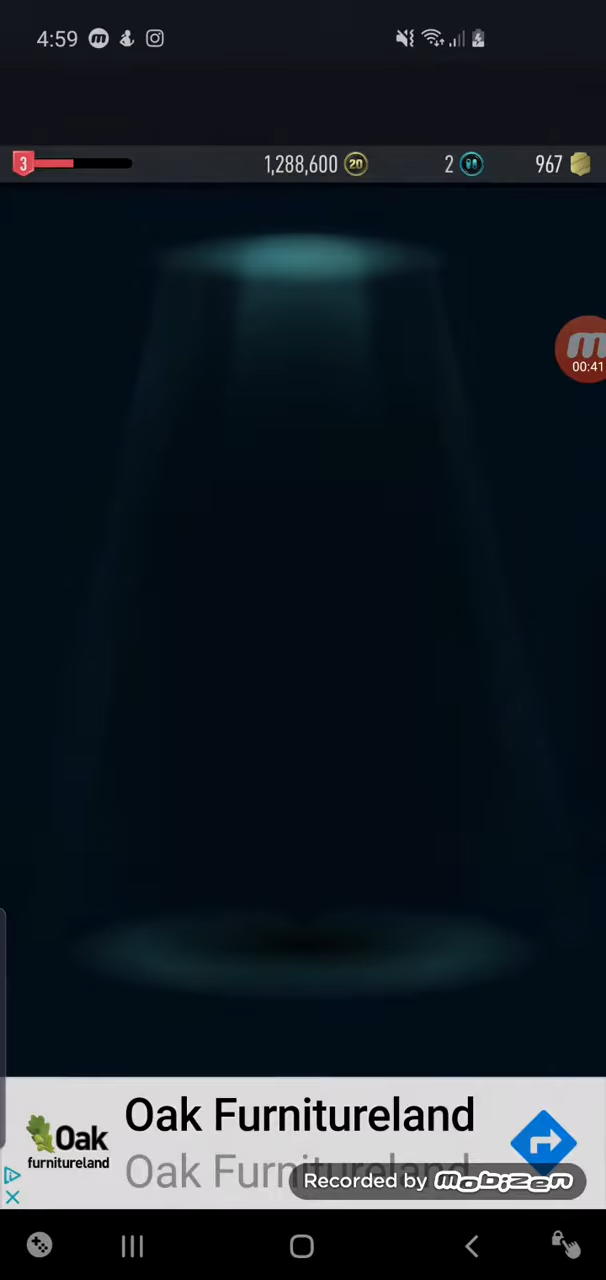 4:59
3 1,288,600 20 2 967
00:41
Oak Furnitureland
Oak
furnitureland
Oak Furnitureland
Recorded by mobizen